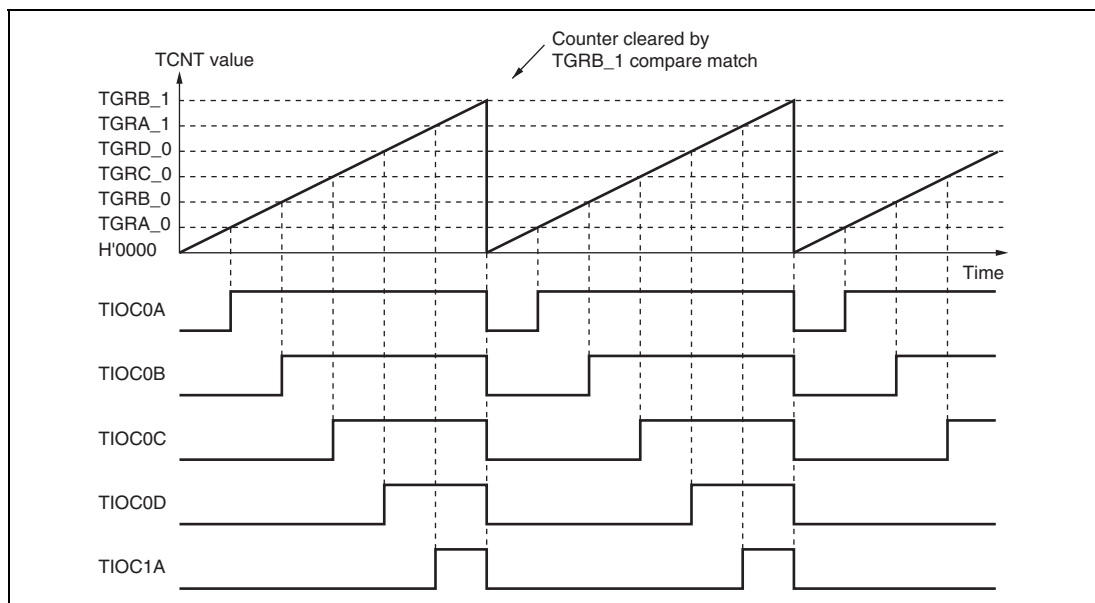 Counter cleared by
TGRB_1 compare match
TCNT value
TGRB_1
TGRA_1
TGRD_0
TGRC_0
TGRB_0
TGRA_0
H'0000
Time
TIOC0A
TIOC0B
TIOC0C
TIOC0D
TIOC1A